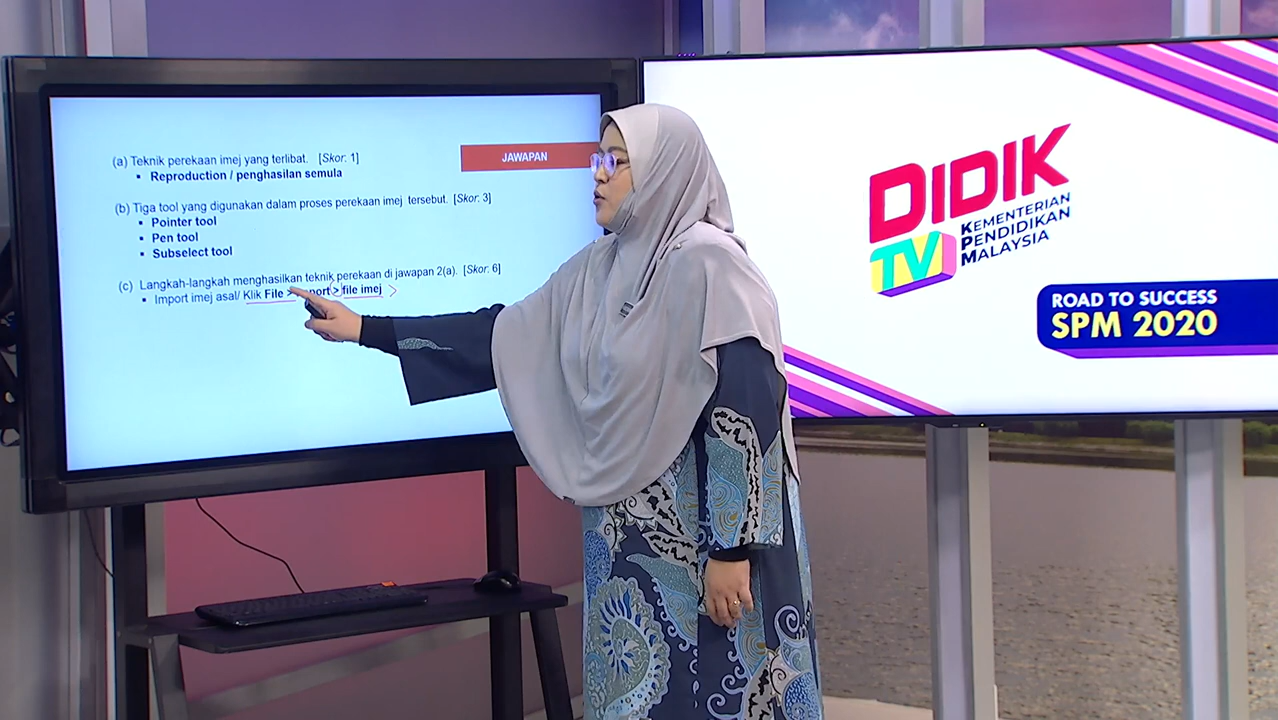 (a) Teknik perekaan imej yang terlibat. [Skor: 1]
JAWAPAN
▪ Reproduction / penghasilan semula
(b) Tiga tool yang digunakan dalam proses perekaan imej tersebut. [Skor: 3]
▪ Pointer tool
▪ Pen tool
▪ Subselect tool
(c) Langkah-langkah menghasilkan teknik perekaan di jawapan 2(a). [Skor: 6]
▪ Import imej asal/ Klik File > port > file imej >
DIDIK
TV
KEMENTERIAN
PENDIDIKAN
MALAYSIA
ROAD TO SUCCESS
SPM 2020